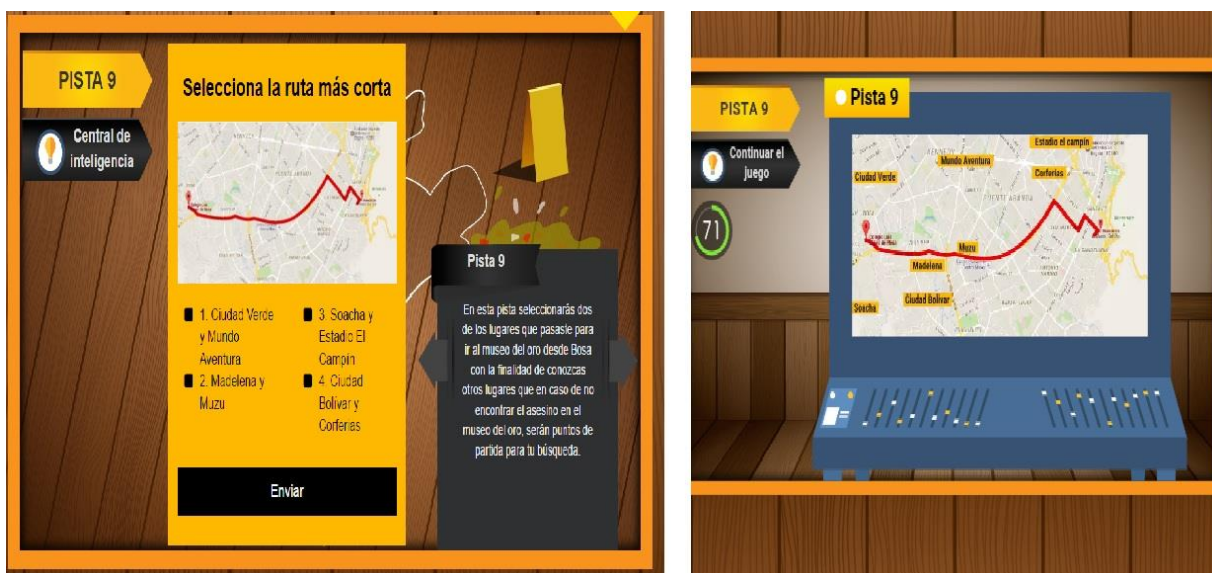 PISTA 9
Central de
inteligencia
Selecciona la ruta más corta
1. Ciudad Verde
y Mundo
Aventura
2. Madelena y
Muzu
3. Soacha y
Estadio El
Campin
4. Ciudad
Bolívar y
Corferias
Enviar
Pista 9
En esta pista seleccionarás dos
de los lugares que pasaste para
ir al museo del oro desde Bosa
con la finalidad de conozcas
otros lugares que en caso de no
encontrar el asesino en el
museo del oro, serán puntos de
partida para tu búsqueda.
PISTA 9
Continuar el
juego
71
Pista 9
Estadio el campin
KENNEDY
Mundo Aventura
Corferias
Ciudad Verde
PUENTE ARANDA
Muzu
Madelena
Ciudad Bolivar
Soacha